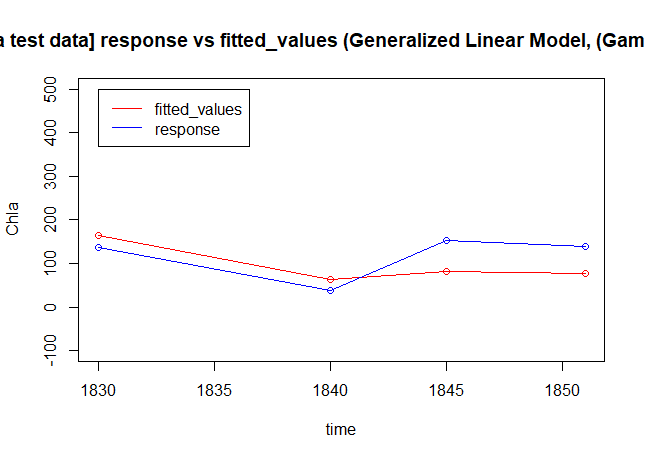 a test data] response vs fitted_values (Generalized Linear Model, (Gam
fitted_values
response
Chla
500
400
300
200
100
0
-100
1830 1835 1840 1845 1850
time